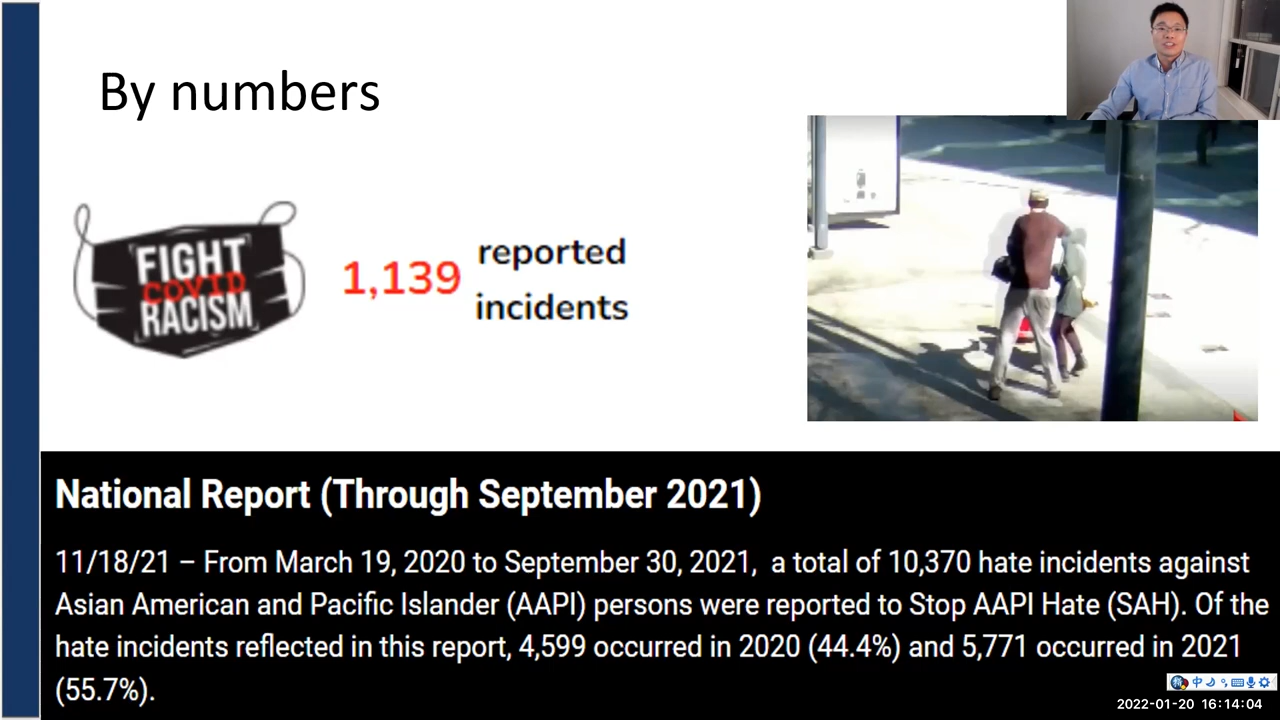 By numbers
FIGHT
COVID
RACISM
1,139
reported
incidents
National Report (Through September 2021)
11/18/21 – From March 19, 2020 to September 30, 2021,  a total of 10,370 hate incidents against
Asian American and Pacific Islander (AAPI) persons were reported to Stop AAPI Hate (SAH). Of the
hate incidents reflected in this report, 4,599 occurred in 2020 (44.4%) and 5,771 occurred in 2021
(55.7%).
中
2022-01-20 16:14:04